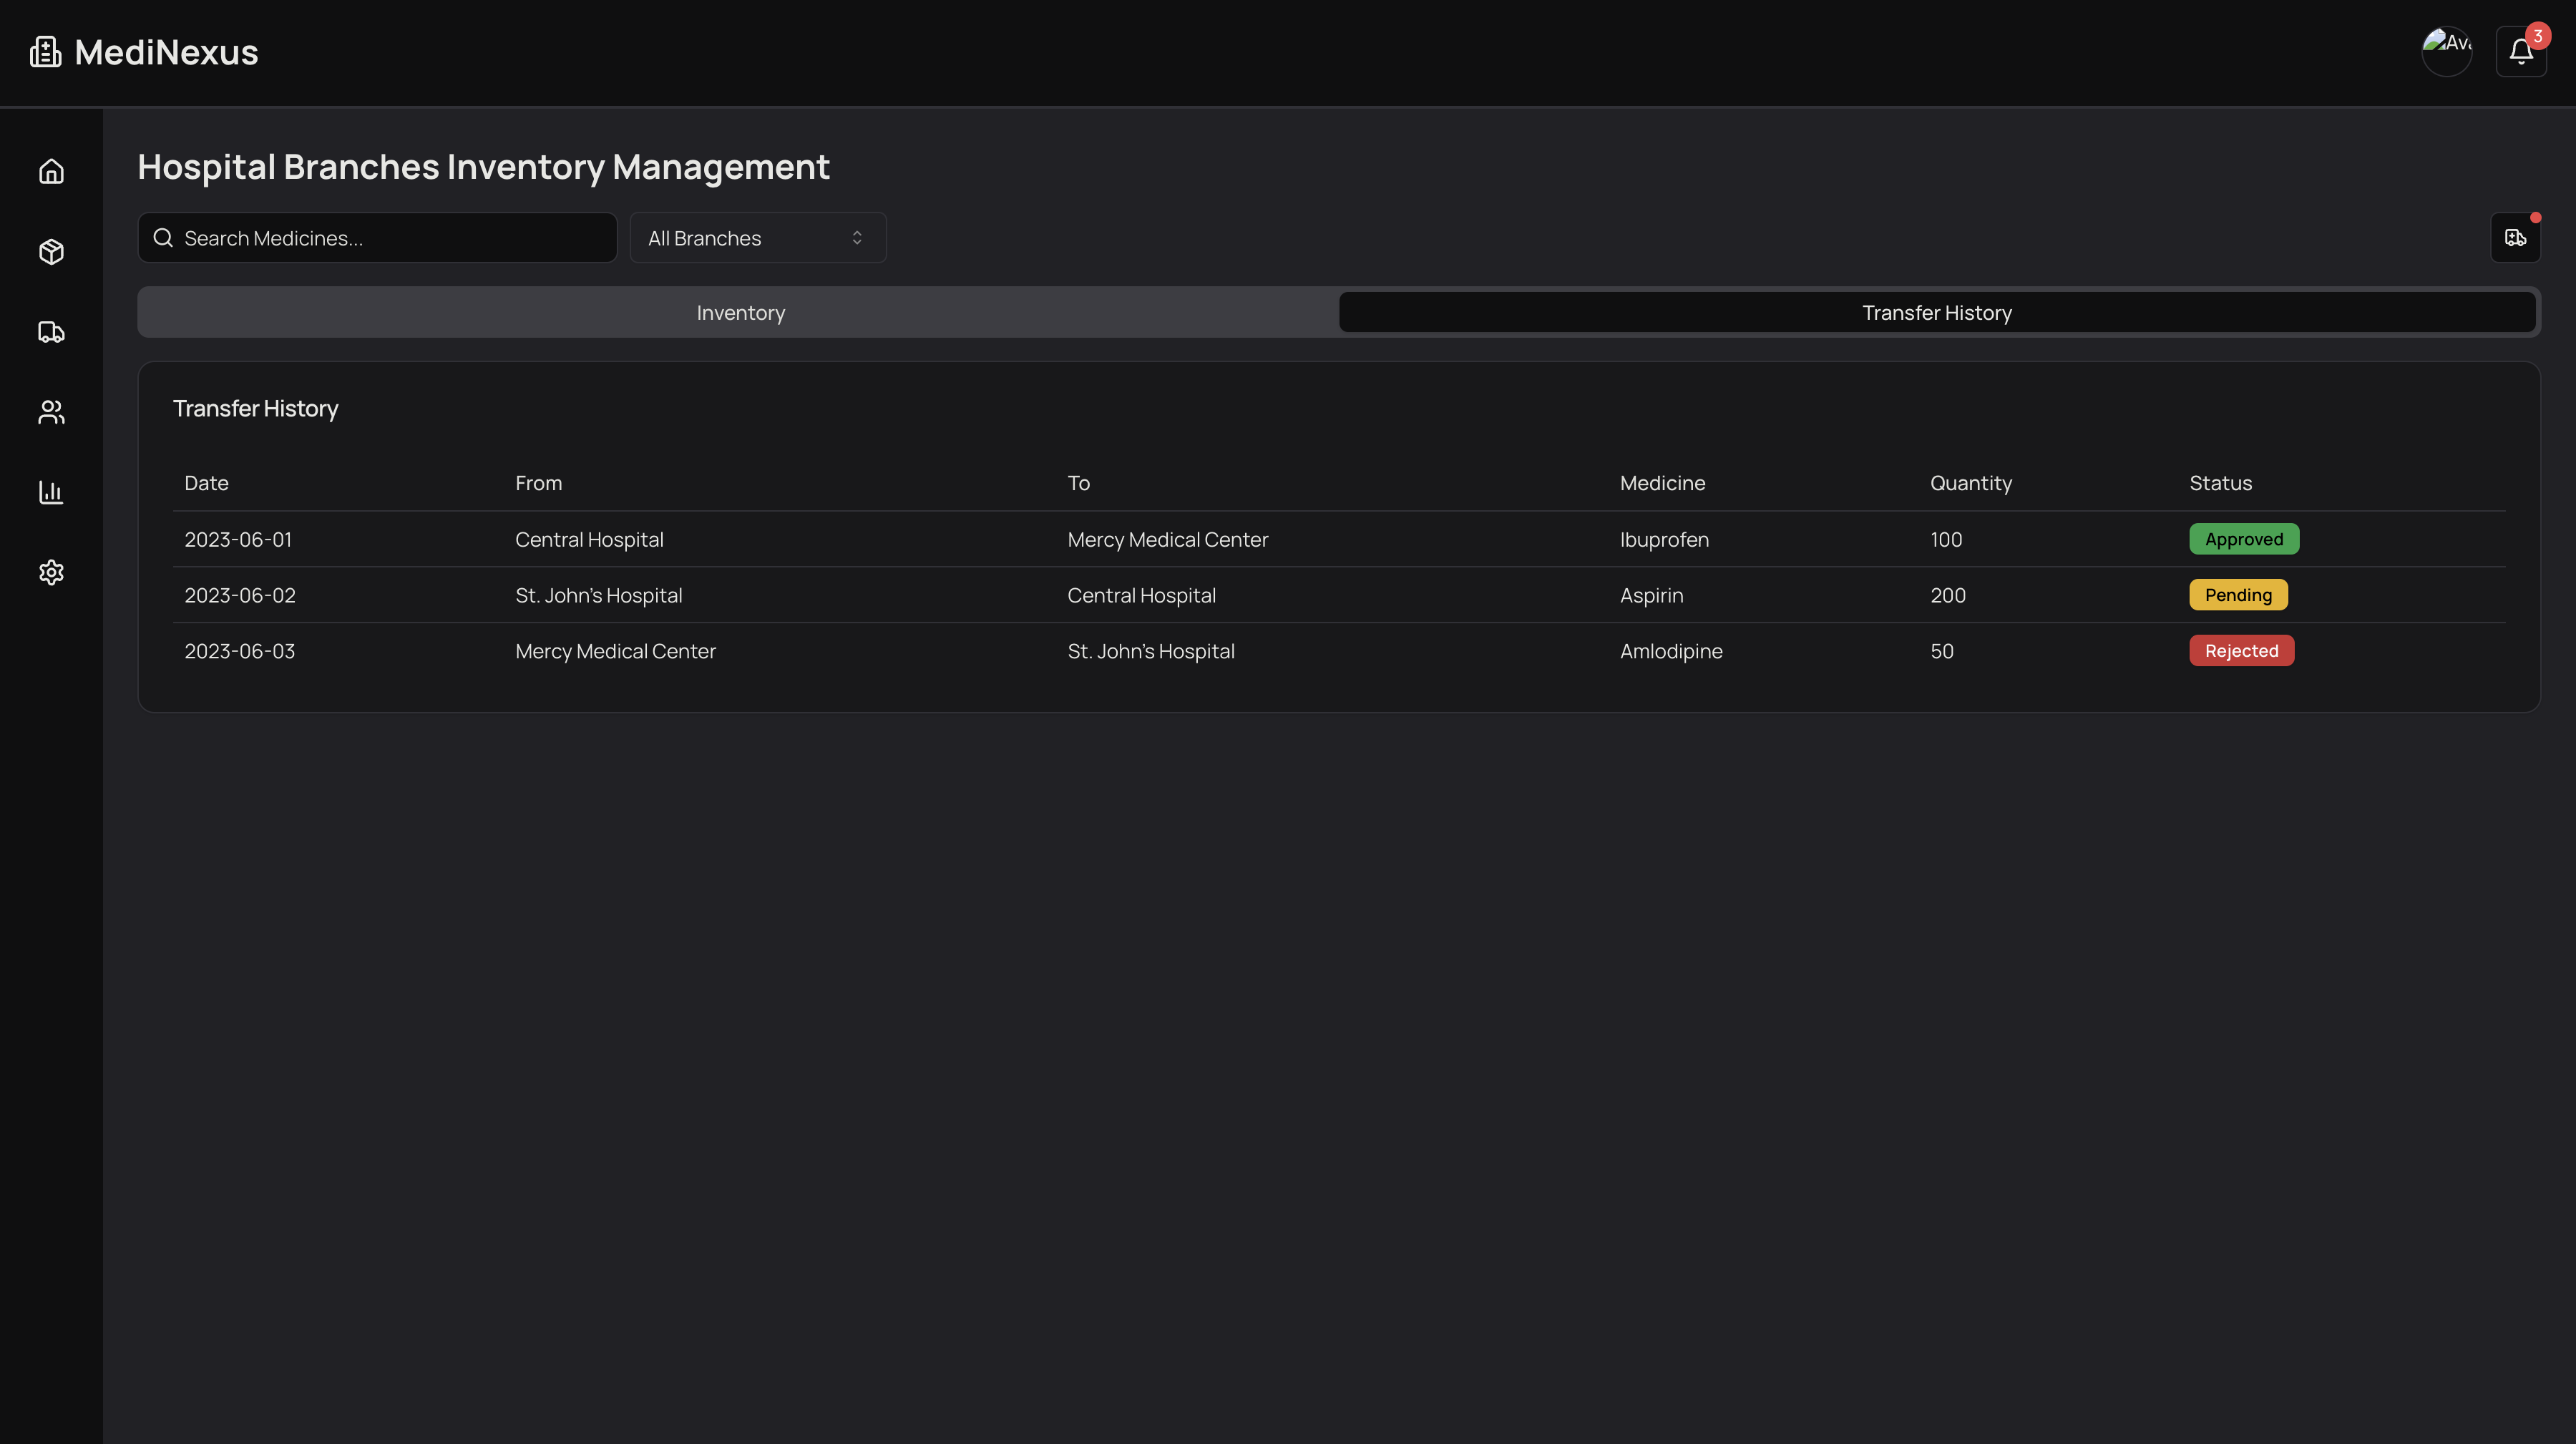 MediNexus
Av
3
Hospital Branches Inventory Management
Search Medicines...
All Branches
Inventory
Transfer History
Transfer History
Date From To Medicine Quantity Status
2023-06-01 Central Hospital Mercy Medical Center Ibuprofen 100 Approved
2023-06-02 St. John's Hospital Central Hospital Aspirin 200 Pending
2023-06-03 Mercy Medical Center St. John's Hospital Amlodipine 50 Rejected